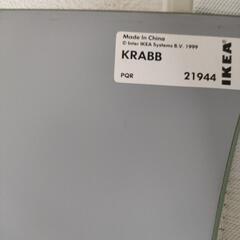 Made in China
© Inter IKEA Systems B.V. 1999
KRABB
PQR 21944
IKEA